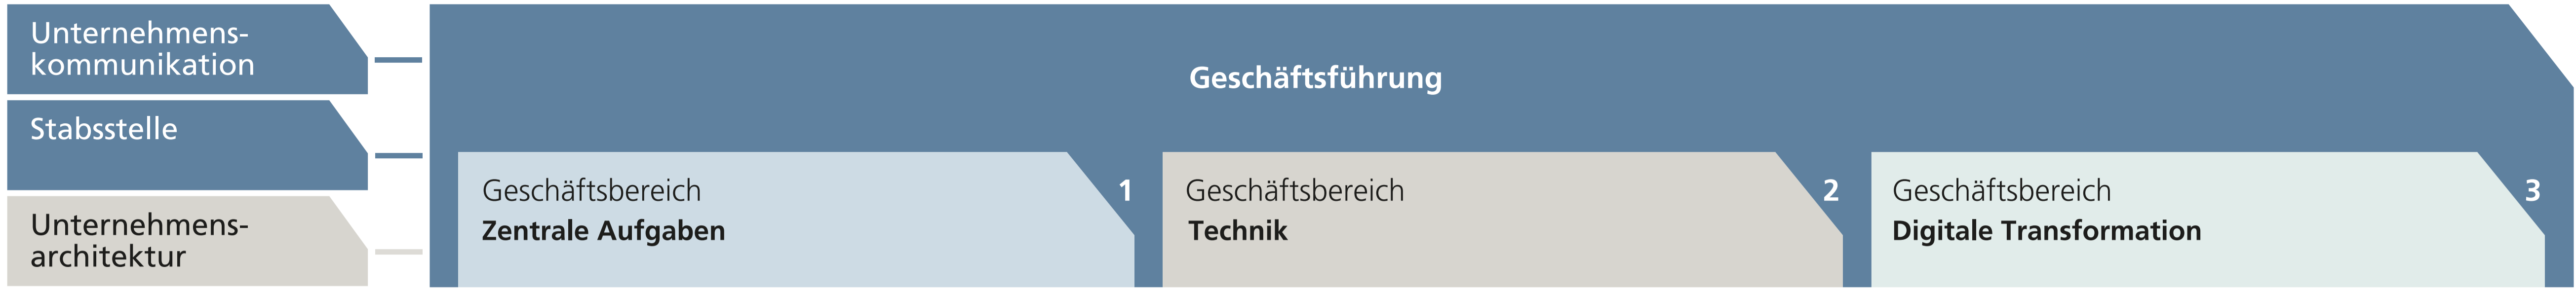 Unternehmens-
kommunikation
Stabsstelle
Unternehmens-
architektur
Geschäftsführung
Geschäftsbereich
Zentrale Aufgaben
1
Geschäftsbereich
Technik
2
Geschäftsbereich
Digitale Transformation
3